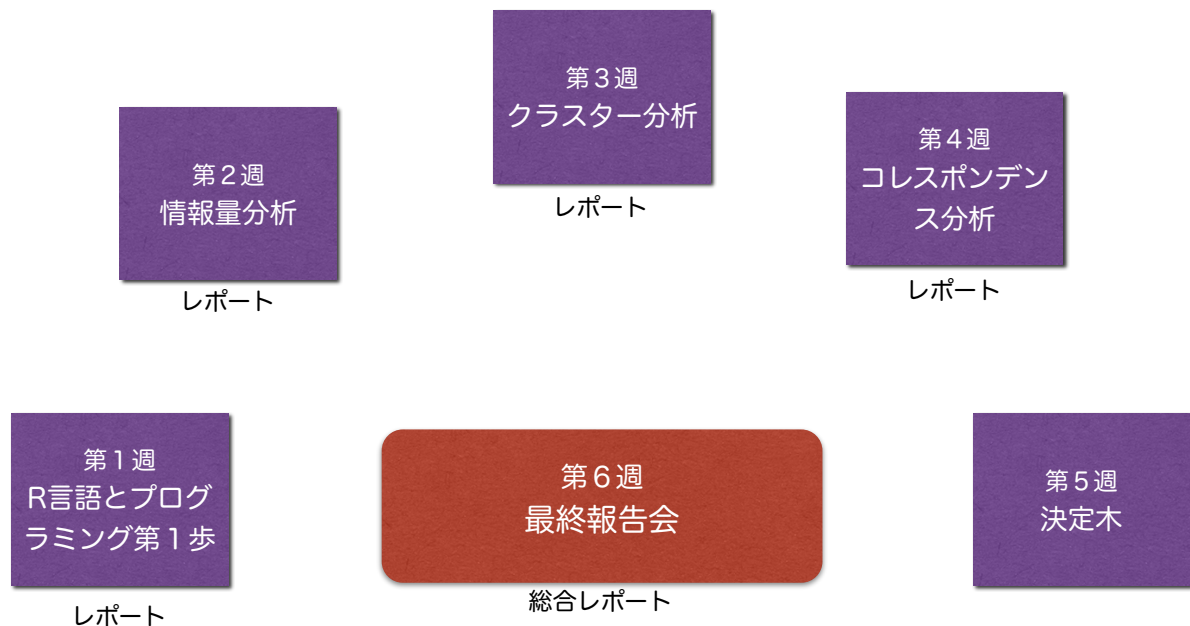 第３週
クラスター分析
レポート
第４週
コレスポンデン
ス分析
レポート
第２週
情報量分析
レポート
第１週
R言語とプログ
ラミング第１歩
レポート
第６週
最終報告会
総合レポート
第５週
決定木